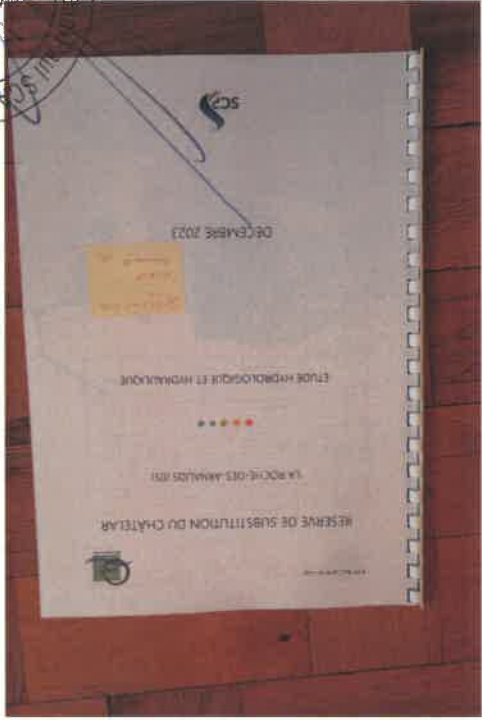 RESERVE DE SUBSTITUTION DU CHÂTELAR
LA ROCHE-DES-ARNAUDS (05)
ETUDE HYDROLOGIQUE ET HYDRAULIQUE
DECEMBRE 2023
SCP